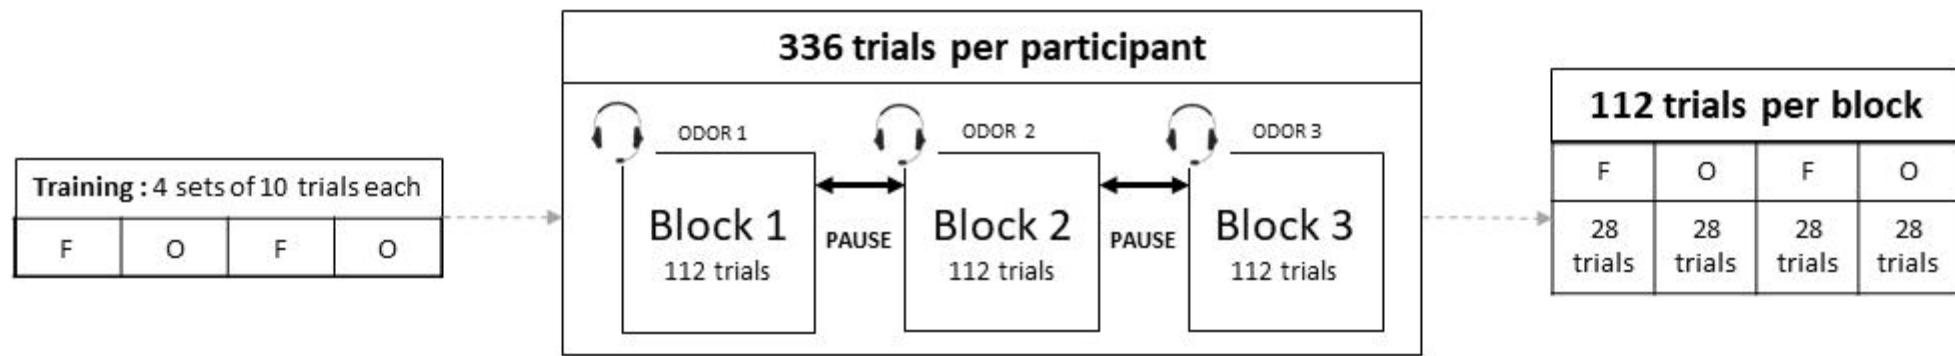 Training : 4 sets of 10 trials each
F O F O
336 trials per participant
ODOR 1
Block 1
112 trials
PAUSE
ODOR 2
Block 2
112 trials
PAUSE
ODOR 3
Block 3
112 trials
112 trials per block
F O F O
28 28 28 28
trials trials trials trials